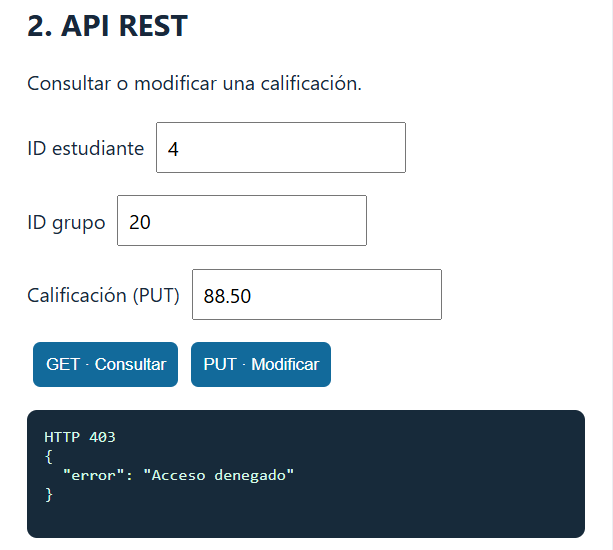 2. API REST
Consultar o modificar una calificación.
ID estudiante 4
ID grupo 20
Calificación (PUT) 88.50
GET · Consultar PUT · Modificar
HTTP 403
{
  "error": "Acceso denegado"
}